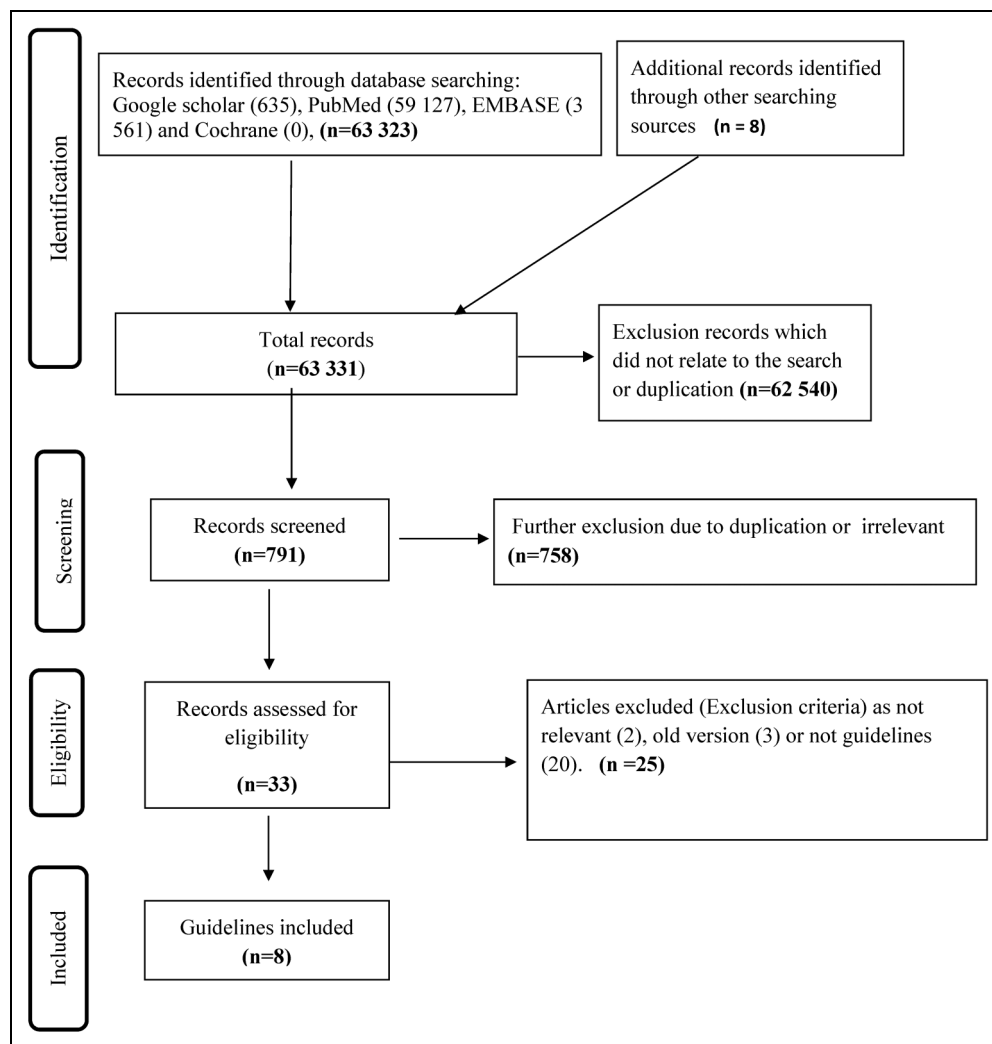 Identification
Records identified through database searching:
Google scholar (635), PubMed (59 127), EMBASE (3
561) and Cochrane (0), (n=63 323)
Additional records identified
through other searching
sources (n = 8)
Total records
(n=63 331)
Exclusion records which
did not relate to the search
or duplication (n=62 540)
Screening
Records screened
(n=791)
Further exclusion due to duplication or irrelevant
(n=758)
Eligibility
Records assessed for
eligibility
(n=33)
Articles excluded (Exclusion criteria) as not
relevant (2), old version (3) or not guidelines
(20). (n =25)
Included
Guidelines included
(n=8)